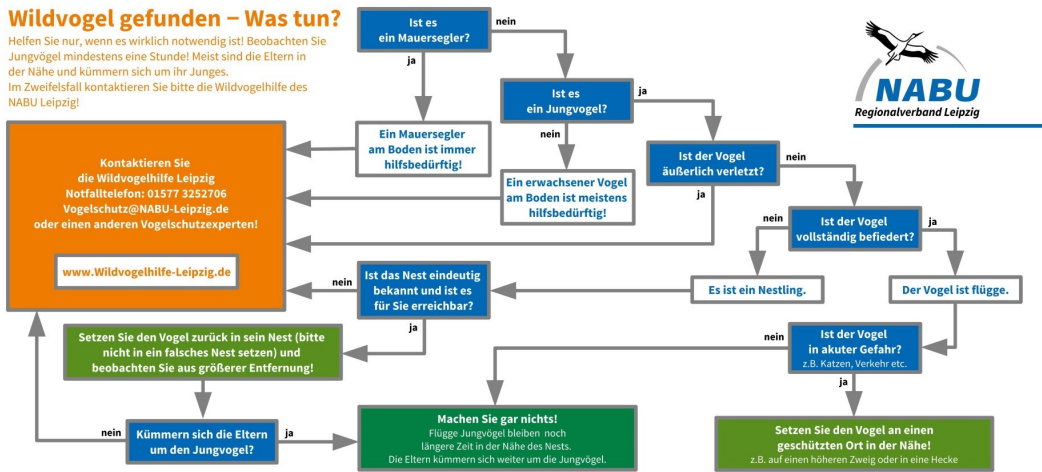 Wildvogel gefunden – Was tun?
Helfen Sie nur, wenn es wirklich notwendig ist! Beobachten Sie
Jungvögel mindestens eine Stunde! Meist sind die Eltern in
der Nähe und kümmern sich um ihr Junges.
Im Zweifelsfall kontaktieren Sie bitte die Wildvogelhilfe des
NABU Leipzig!
Ist es
ein Mauersegler?
nein
ja
NABU
Regionalverband Leipzig
Ist es
ein Jungvogel?
ja
nein
Ein Mauersegler
am Boden ist immer
hilfsbedürftig!
Ein erwachsener Vogel
am Boden ist meistens
hilfsbedürftig!
Ist der Vogel
äußerlich verletzt?
nein
ja
Kontaktieren Sie
die Wildvogelhilfe Leipzig
Notfalltelefon: 01577 3252706
Vogelschutz@NABU-Leipzig.de
oder einen anderen Vogelschutzexperten!
www.Wildvogelhilfe-Leipzig.de
nein
Ist der Vogel
vollständig befiedert?
ja
Es ist ein Nestling.
Der Vogel ist flügge.
nein
Ist das Nest eindeutig
bekannt und ist es
für Sie erreichbar?
ja
Setzen Sie den Vogel zurück in sein Nest (bitte
nicht in ein falsches Nest setzen) und
beobachten Sie aus größerer Entfernung!
nein
Ist der Vogel
in akuter Gefahr?
z.B. Katzen, Verkehr etc.
ja
nein
Kümmern sich die Eltern
um den Jungvogel?
ja
Machen Sie gar nichts!
Flügge Jungvögel bleiben noch
längere Zeit in der Nähe des Nests.
Die Eltern kümmern sich weiter um die Jungvögel.
Setzen Sie den Vogel an einen
geschützten Ort in der Nähe!
z.B. auf einen höheren Zweig oder in eine Hecke